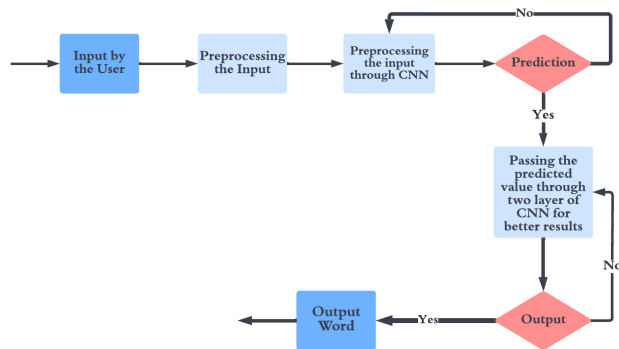 No
Input by
the User
Preprocessing
the Input
Preprocessing
the input
through CNN
Prediction
Yes
Passing the
predicted
value through
two layer of
CNN for
better results
No
Output
Word
Yes
Output